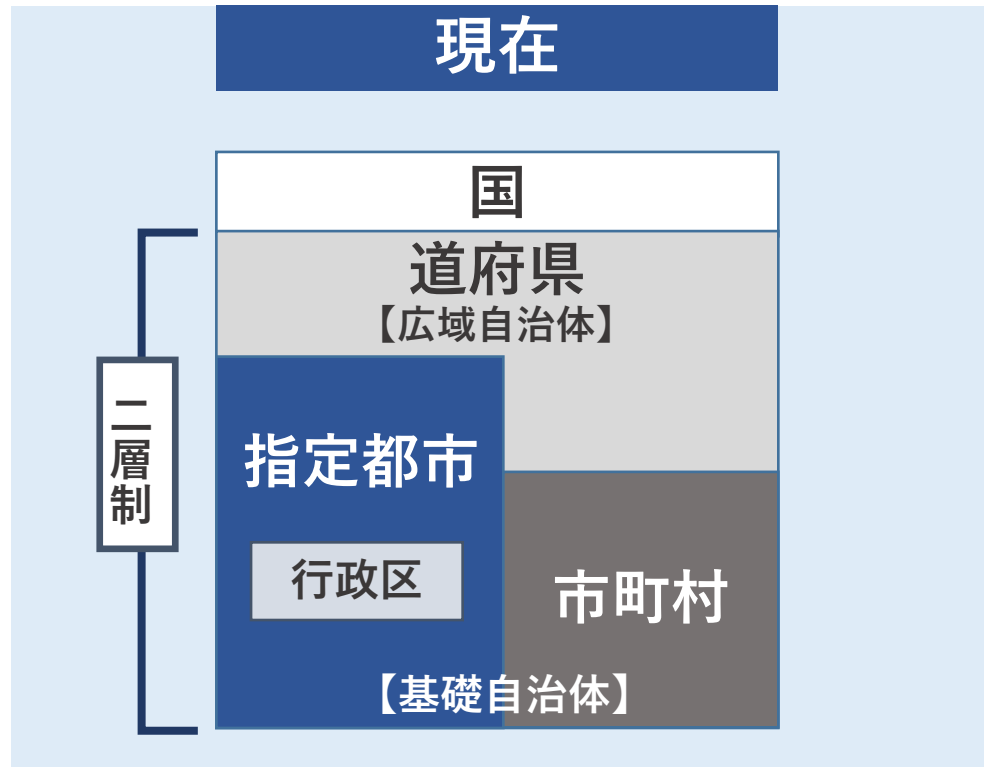 現在
国
道府県
【広域自治体】
二層制
指定都市
行政区
市町村
【基礎自治体】